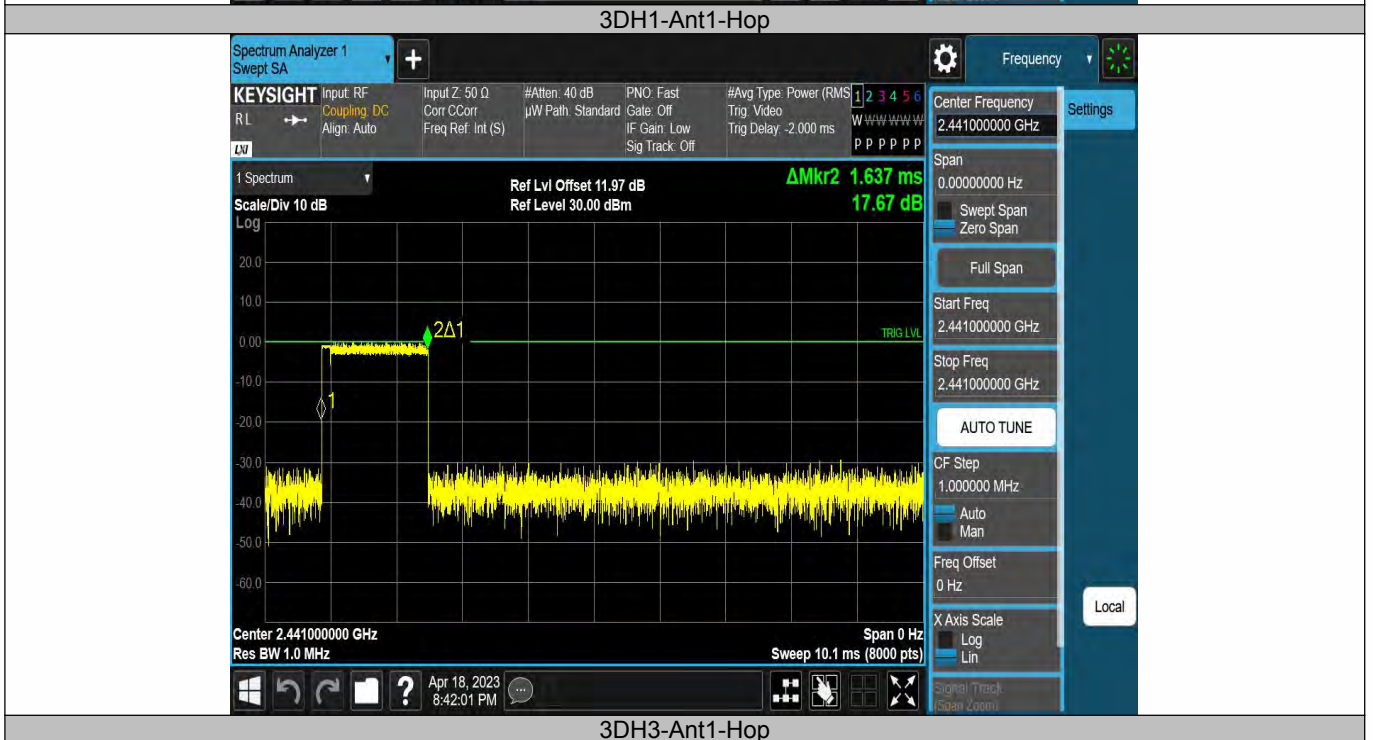 3DH1-Ant1-Hop
Spectrum Analyzer 1
Swept SA
+
Frequency
KEYSIGHT
RL
LXI
Input: RF
Coupling: DC
Align: Auto
Input Z: 50 Ω
Corr CCorr
Freq Ref: Int (S)
#Atten: 40 dB
µW Path: Standard
PNO: Fast
Gate: Off
IF Gain: Low
Sig Track: Off
#Avg Type: Power (RMS
Trig: Video
Trig Delay: -2.000 ms
1 2 3 4 5 6
W W W W W W
P P P P P P
Center Frequency
2.441000000 GHz
Settings
Span
0.00000000 Hz
Swept Span
Zero Span
Full Span
Start Freq
2.441000000 GHz
Stop Freq
2.441000000 GHz
AUTO TUNE
CF Step
1.000000 MHz
Auto
Man
Freq Offset
0 Hz
X Axis Scale
Log
Lin
Signal Track
(Span Zoom)
Local
1 Spectrum
Scale/Div 10 dB
Log
Ref Lvl Offset 11.97 dB
Ref Level 30.00 dBm
ΔMkr2 1.637 ms
17.67 dB
20.0
10.0
0.00
-10.0
-20.0
-30.0
-40.0
-50.0
-60.0
2Δ1
1
TRIG LVL
Center 2.441000000 GHz
Res BW 1.0 MHz
Span 0 Hz
Sweep 10.1 ms (8000 pts)
?
Apr 18, 2023
8:42:01 PM
3DH3-Ant1-Hop